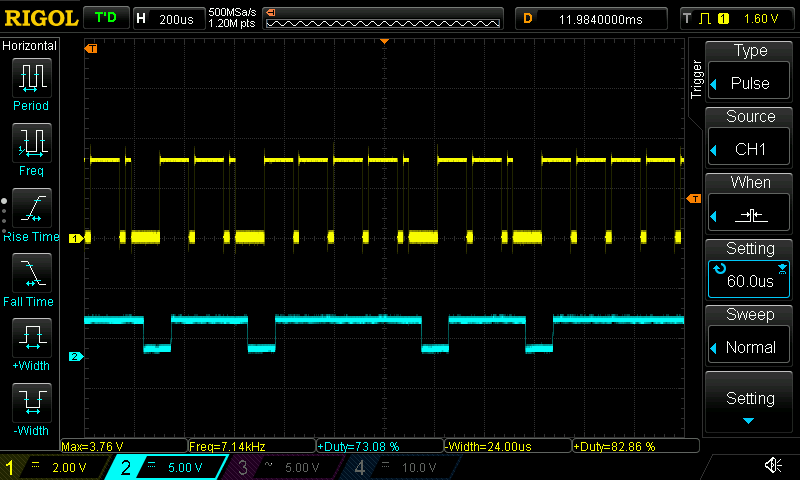 RIGOL T'D H 200us 500MSa/s 1.20M pts D 11.9840000ms T 1 1.60 V
Horizontal
Period
Freq
Rise Time
Fall Time
+Width
-Width
T
T
1
2
Trigger
Type
Pulse
Source
CH1
When
Setting
60.0us
Sweep
Normal
Setting
Max=3.76 V Freq=7.14kHz +Duty=73.08 % -Width=24.00us +Duty=82.86 %
1 2.00 V 2 5.00 V 3 5.00 V 4 10.0 V